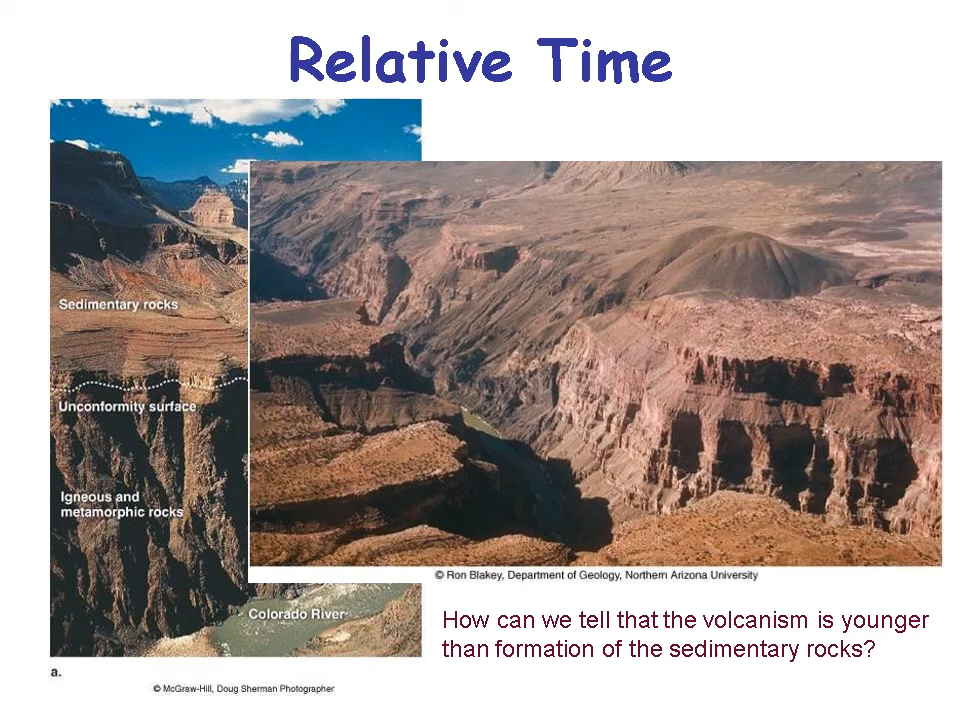 Relative Time
Sedimentary rocks
Unconformity surface
Igneous and
metamorphic rocks
Colorado River
© Ron Blakey, Department of Geology, Northern Arizona University
How can we tell that the volcanism is younger
than formation of the sedimentary rocks?
a.
© McGraw-Hill, Doug Sherman Photographer